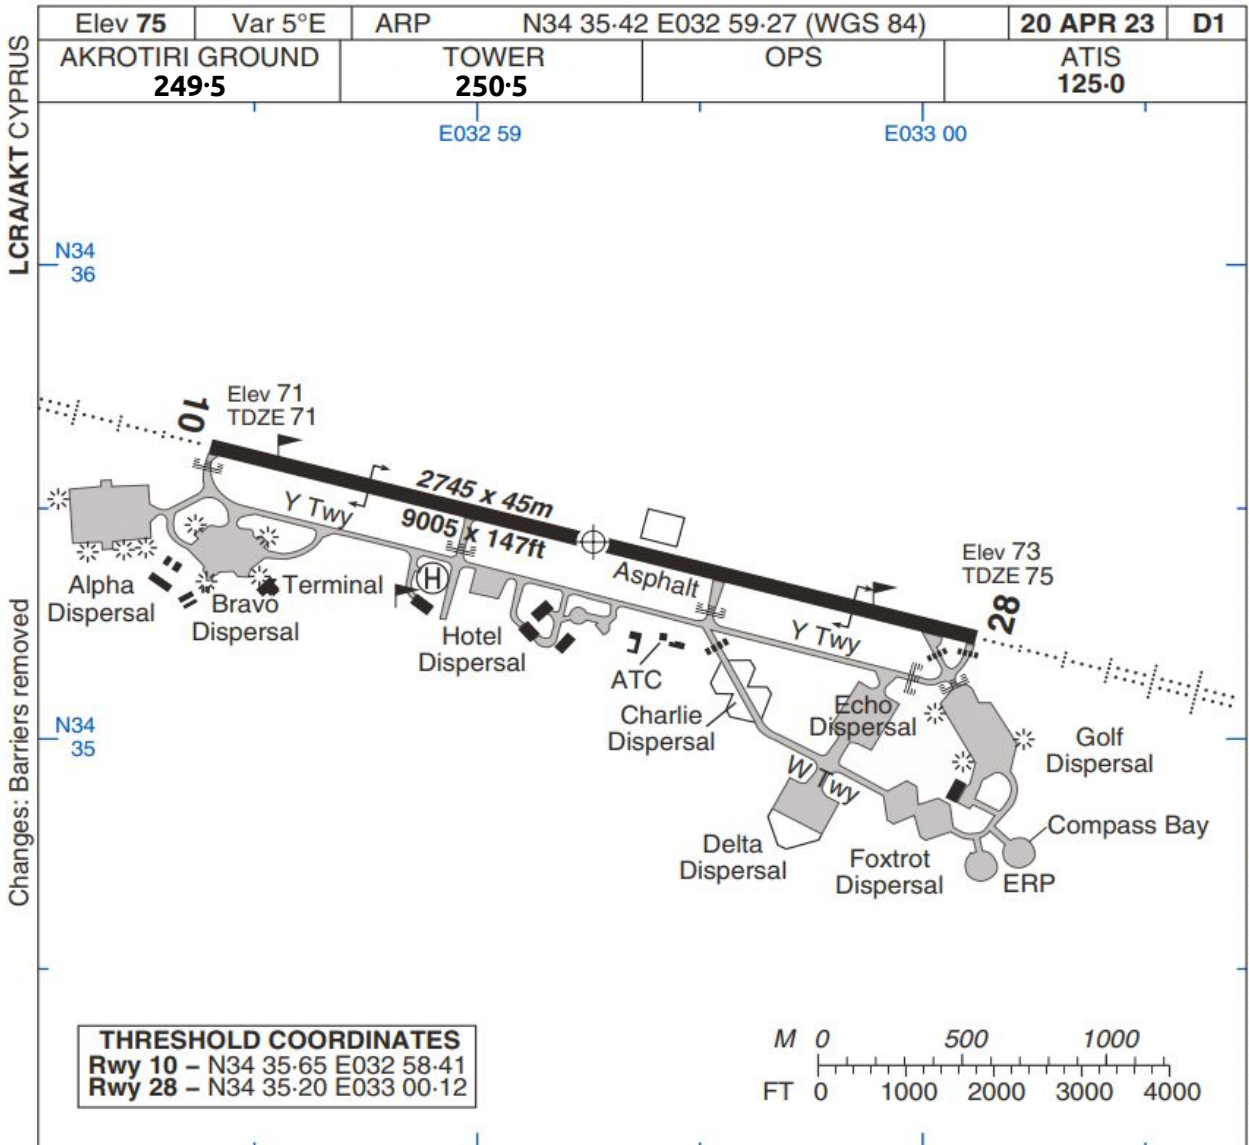 Elev 75 Var 5°E ARP N34 35·42 E032 59·27 (WGS 84) 20 APR 23 D1
AKROTIRI GROUND TOWER OPS ATIS
249·5 250·5 125·0
LCRA/AKT CYPRUS
E032 59 E033 00
N34
36
10
Elev 71
TDZE 71
2745 x 45m
9005 x 147ft
Y Twy
Asphalt
Elev 73
TDZE 75
28
Alpha
Dispersal
Terminal
Bravo
Dispersal
H
Hotel
Dispersal
ATC
Y Twy
Charlie
Dispersal
Echo
Dispersal
N34
35
Golf
Dispersal
W Twy
Delta
Dispersal
Foxtrot
Dispersal
Compass Bay
ERP
Changes: Barriers removed
THRESHOLD COORDINATES
Rwy 10 – N34 35·65 E032 58·41
Rwy 28 – N34 35·20 E033 00·12
M 0 500 1000
FT 0 1000 2000 3000 4000